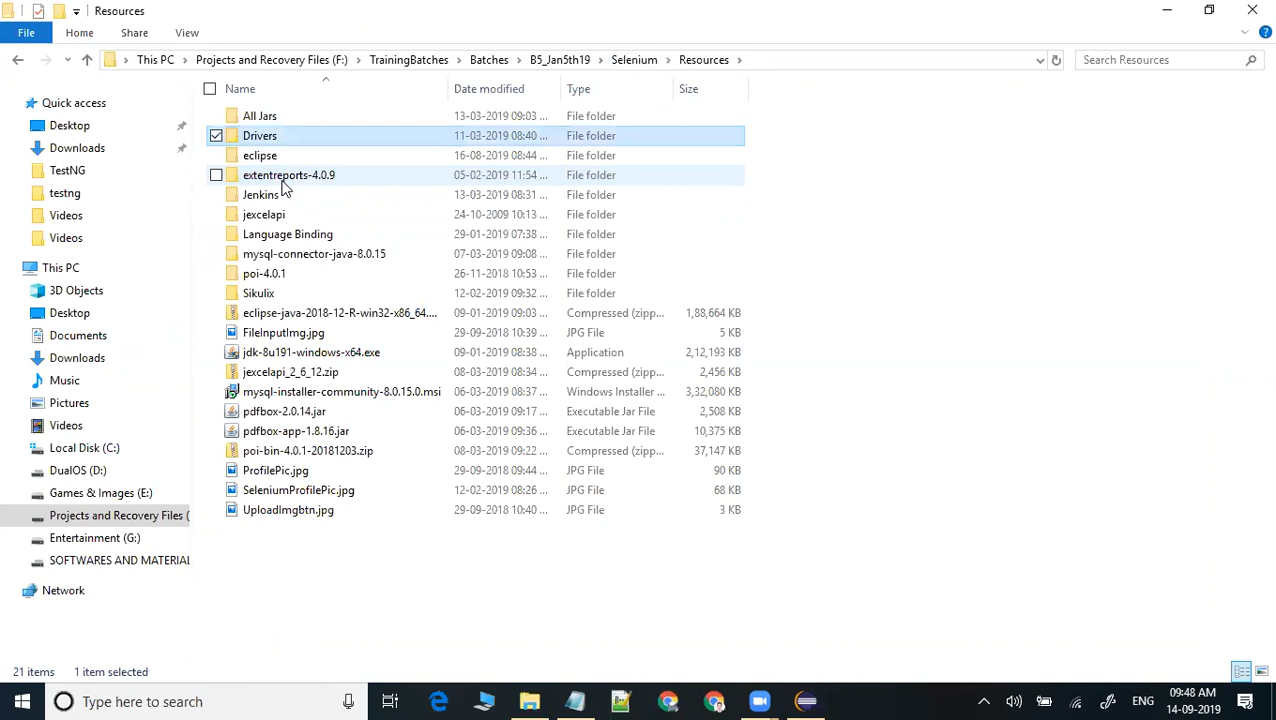 Resources
File Home Share View
This PC Projects and Recovery Files (F:) TrainingBatches Batches B5_Jan5th19 Selenium Resources Search Resources
Name Date modified Type Size
Quick access
Desktop
Downloads
TestNG
testng
Videos
Videos
This PC
3D Objects
Desktop
Documents
Downloads
Music
Pictures
Videos
Local Disk (C:)
DualOS (D:)
Games & Images (E:)
Projects and Recovery Files (
Entertainment (G:)
SOFTWARES AND MATERIAL
Network
All Jars 13-03-2019 09:03 ... File folder
Drivers 11-03-2019 08:40 ... File folder
eclipse 16-08-2019 08:44 ... File folder
extentreports-4.0.9 05-02-2019 11:54 ... File folder
Jenkins 13-03-2019 08:31 ... File folder
jexcelapi 24-10-2009 10:13 ... File folder
Language Binding 29-01-2019 07:38 ... File folder
mysql-connector-java-8.0.15 07-03-2019 09:08 ... File folder
poi-4.0.1 26-11-2018 10:53 ... File folder
Sikulix 12-02-2019 09:32 ... File folder
eclipse-java-2018-12-R-win32-x86_64.... 09-01-2019 09:03 ... Compressed (zipp... 1,88,664 KB
FileInputImg.jpg 29-09-2018 10:39 ... JPG File 5 KB
jdk-8u191-windows-x64.exe 09-01-2019 08:38 ... Application 2,12,193 KB
jexcelapi_2_6_12.zip 08-03-2019 08:34 ... Compressed (zipp... 2,456 KB
mysql-installer-community-8.0.15.0.msi 06-03-2019 08:37 ... Windows Installer ... 3,32,080 KB
pdfbox-2.0.14.jar 06-03-2019 09:17 ... Executable Jar File 2,508 KB
pdfbox-app-1.8.16.jar 06-03-2019 09:36 ... Executable Jar File 10,375 KB
poi-bin-4.0.1-20181203.zip 08-03-2019 09:22 ... Compressed (zipp... 37,147 KB
ProfilePic.jpg 29-09-2018 09:44 ... JPG File 90 KB
SeleniumProfilePic.jpg 12-02-2019 08:26 ... JPG File 68 KB
UploadImgbtn.jpg 29-09-2018 10:40 ... JPG File 3 KB
21 items 1 item selected
Type here to search
ENG
09:48 AM
14-09-2019